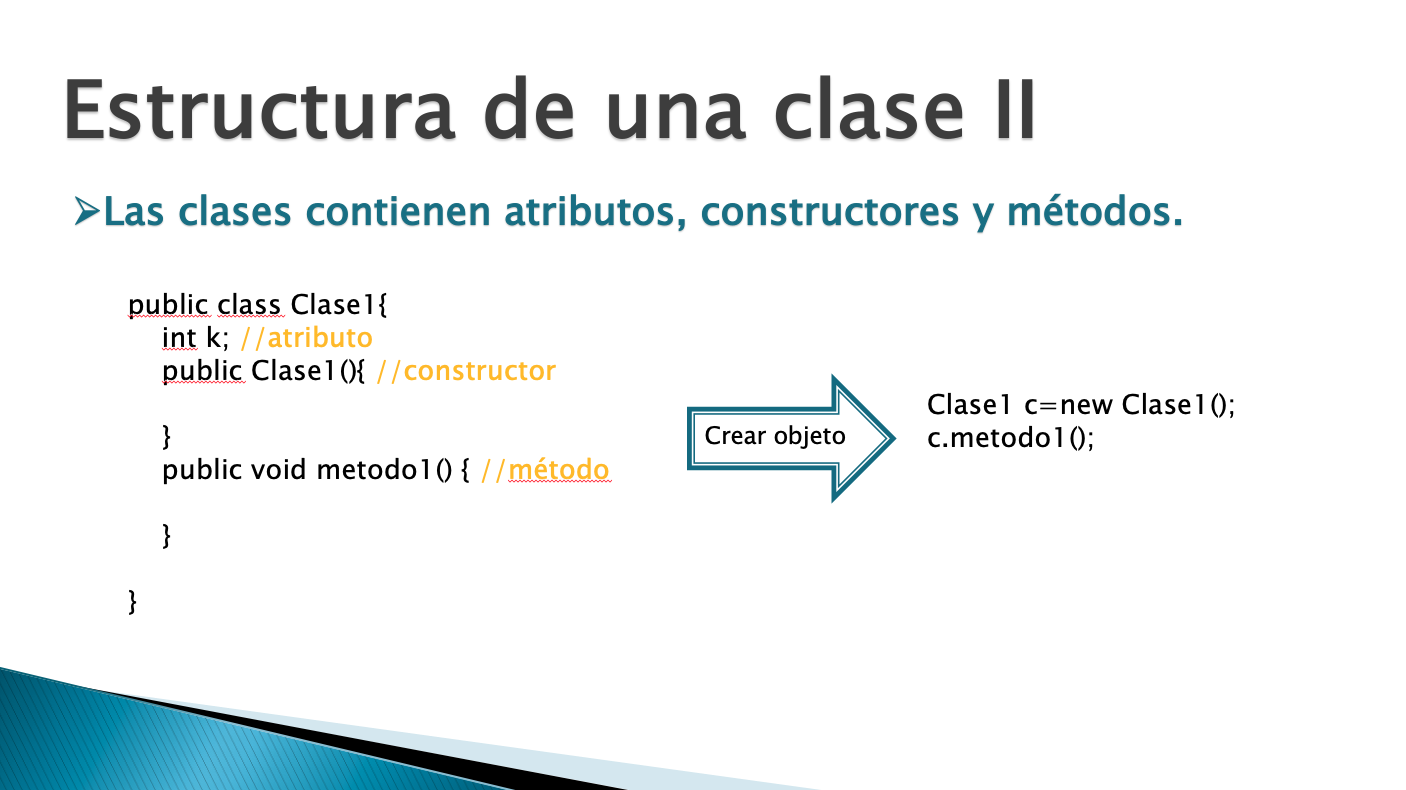 Estructura de una clase II
➢Las clases contienen atributos, constructores y métodos.
public class Clase1{
int k; //atributo
public Clase1(){ //constructor
}
public void metodo1() { //método
}
}
Crear objeto
Clase1 c=new Clase1();
c.metodo1();